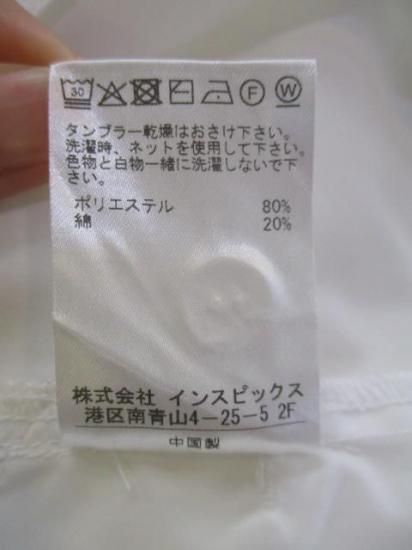 30 F W
タンブラー乾燥はおさけ下さい。
洗濯時、ネットを使用して下さい。
色物と白物一緒に洗濯しないで下
さい。
ポリエステル 80%
綿 20%
株式会社 インスピックス
港区南青山4-25-5 2F
中国製